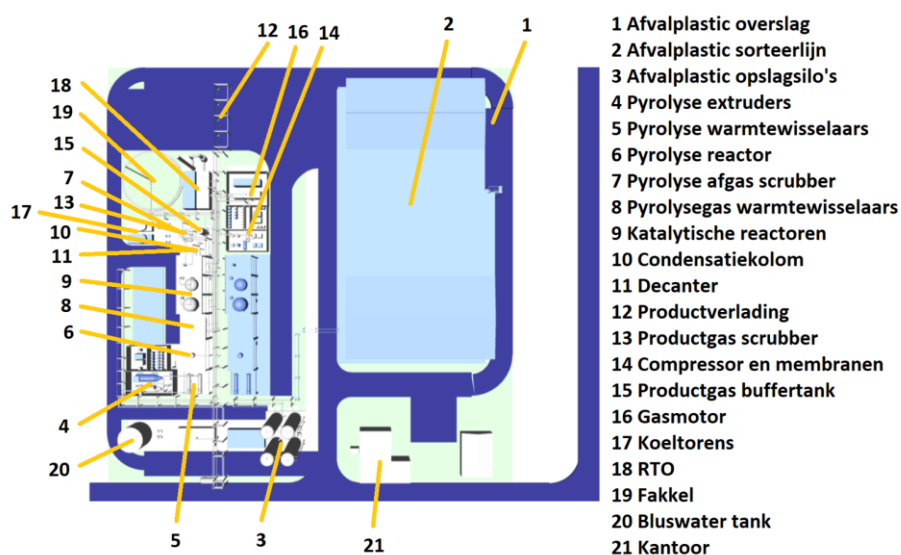 16
14
12
2
1
18
19
15
7
17
13
10
11
9
8
6
4
20
5
3
21
1 Afvalplastic overslag
2 Afvalplastic sorteerlijn
3 Afvalplastic opslagsilo's
4 Pyrolyse extruders
5 Pyrolyse warmtewisselaars
6 Pyrolyse reactor
7 Pyrolyse afgas scrubber
8 Pyrolysegas warmtewisselaars
9 Katalytische reactoren
10 Condensatiekolom
11 Decanter
12 Productverlading
13 Productgas scrubber
14 Compressor en membranen
15 Productgas buffertank
16 Gasmotor
17 Koeltorens
18 RTO
19 Fakkel
20 Bluswater tank
21 Kantoor